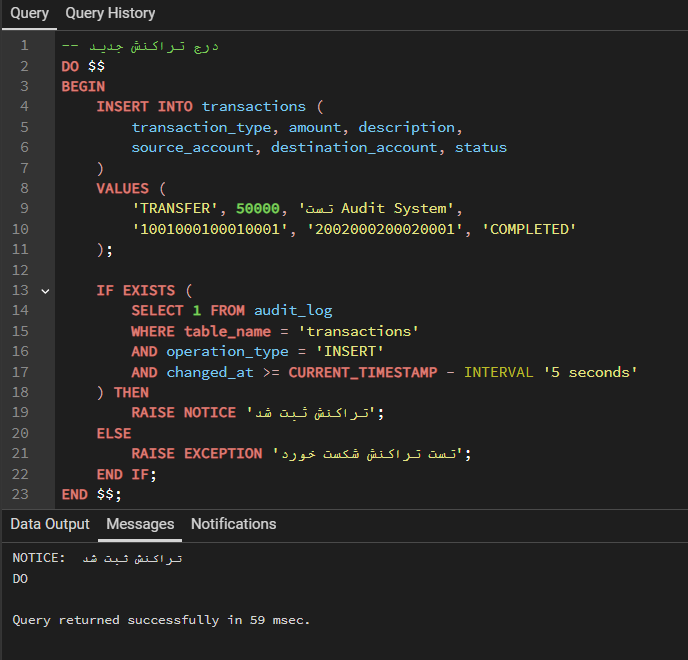 Query Query History
1 -- درج تراکنش جدید
2 DO $$
3 BEGIN
4 INSERT INTO transactions (
5 transaction_type, amount, description,
6 source_account, destination_account, status
7 )
8 VALUES (
9 'TRANSFER', 50000, 'تست Audit System',
10 '1001000100010001', '2002000200020001', 'COMPLETED'
11 );
12
13 IF EXISTS (
14 SELECT 1 FROM audit_log
15 WHERE table_name = 'transactions'
16 AND operation_type = 'INSERT'
17 AND changed_at >= CURRENT_TIMESTAMP - INTERVAL '5 seconds'
18 ) THEN
19 RAISE NOTICE 'تراکنش ثبت شد';
20 ELSE
21 RAISE EXCEPTION 'تست تراکنش شکست خورد';
22 END IF;
23 END $$;
Data Output Messages Notifications
NOTICE: تراکنش ثبت شد
DO
Query returned successfully in 59 msec.